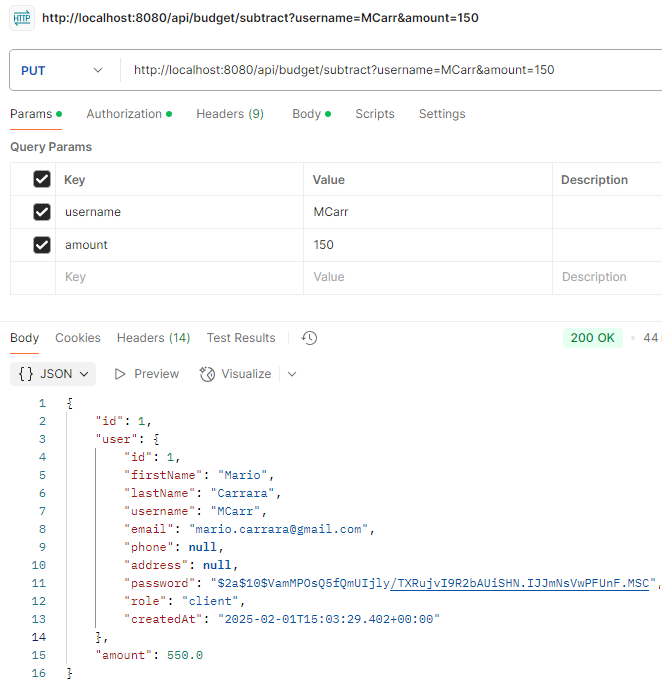 HTTP http://localhost:8080/api/budget/subtract?username=MCarr&amount=150
PUT http://localhost:8080/api/budget/subtract?username=MCarr&amount=150
Params Authorization Headers (9) Body Scripts Settings
Query Params
Key Value Description
username MCarr
amount 150
Key Value Description
Body Cookies Headers (14) Test Results 200 OK 44
{} JSON Preview Visualize
1 {
2 "id": 1,
3 "user": {
4 "id": 1,
5 "firstName": "Mario",
6 "lastName": "Carrara",
7 "username": "MCarr",
8 "email": "mario.carrara@gmail.com",
9 "phone": null,
10 "address": null,
11 "password": "$2a$10$VamMPOsQ5fQmUIjly/TXRujvI9R2bAUiSHN.IJJmNsVwPFUnF.MSC",
12 "role": "client",
13 "createdAt": "2025-02-01T15:03:29.402+00:00"
14 },
15 "amount": 550.0
16 }